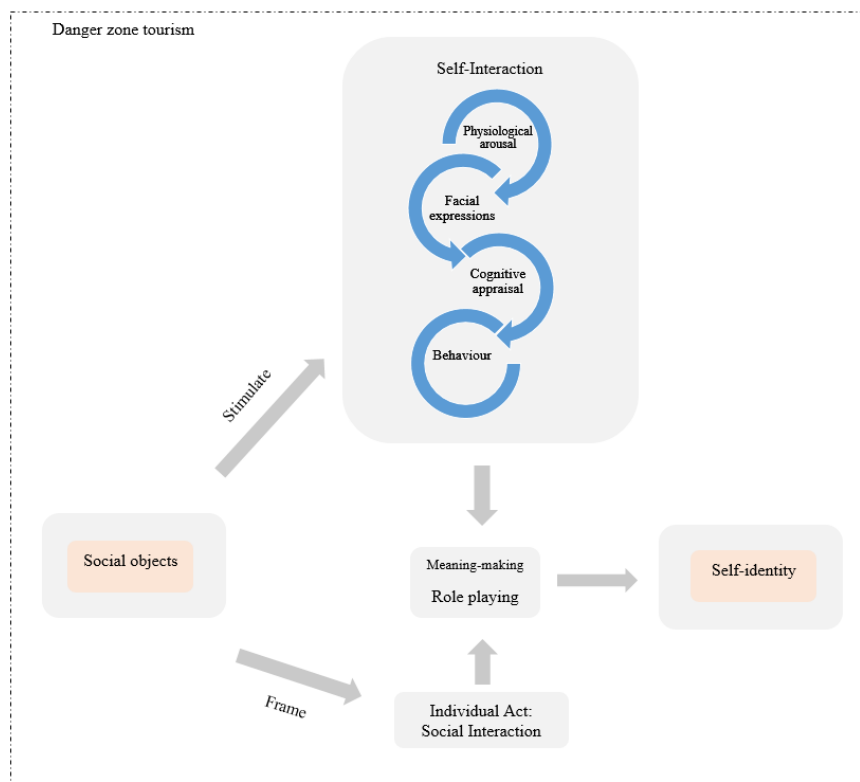 Danger zone tourism
Self-Interaction
Physiological
arousal
Facial
expressions
Cognitive
appraisal
Behaviour
Stimulate
Social objects
Meaning-making
Role playing
Self-identity
Frame
Individual Act:
Social Interaction